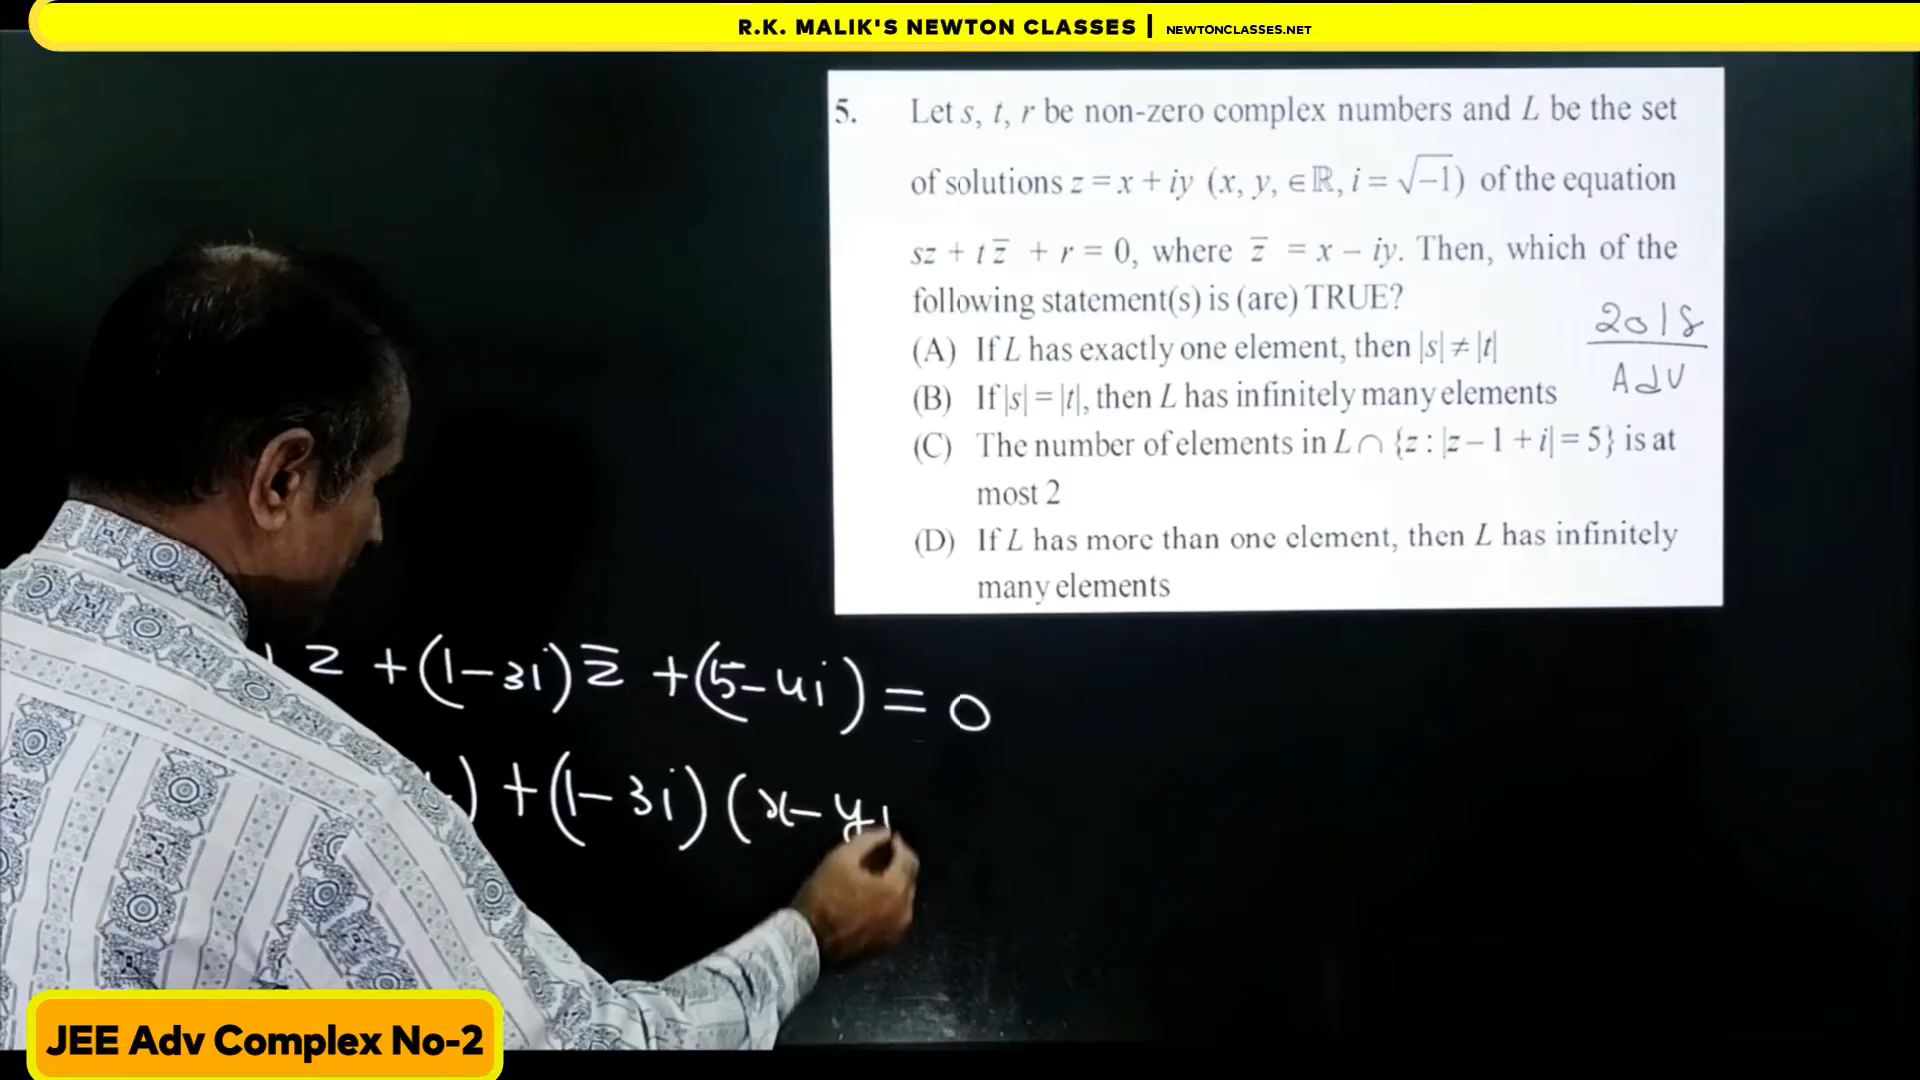 R.K. MALIK'S NEWTON CLASSES | NEWTONCLASSES.NET
5. Let s, t, r be non-zero complex numbers and L be the set
of solutions z = x + iy (x, y, ∈ℝ, i = √−1) of the equation
sz + tz̅ + r = 0, where z̅ = x − iy. Then, which of the
following statement(s) is (are) TRUE?
(A) If L has exactly one element, then |s| ≠ |t|
(B) If |s| = |t|, then L has infinitely many elements
(C) The number of elements in L ∩ {z : |z − 1 + i| = 5} is at
most 2
(D) If L has more than one element, then L has infinitely
many elements
2018
Adv
z + (1-3i) z̅ + (5-4i) = 0
) + (1-3i) (x-y
JEE Adv Complex No-2